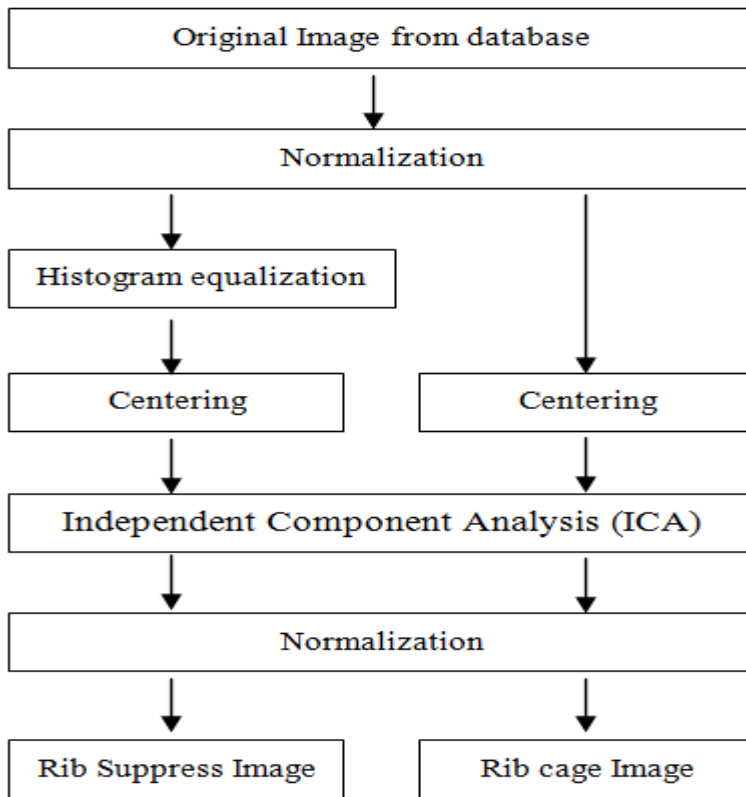 Original Image from database
Normalization
Histogram equalization
Centering
Centering
Independent Component Analysis (ICA)
Normalization
Rib Suppress Image
Rib cage Image